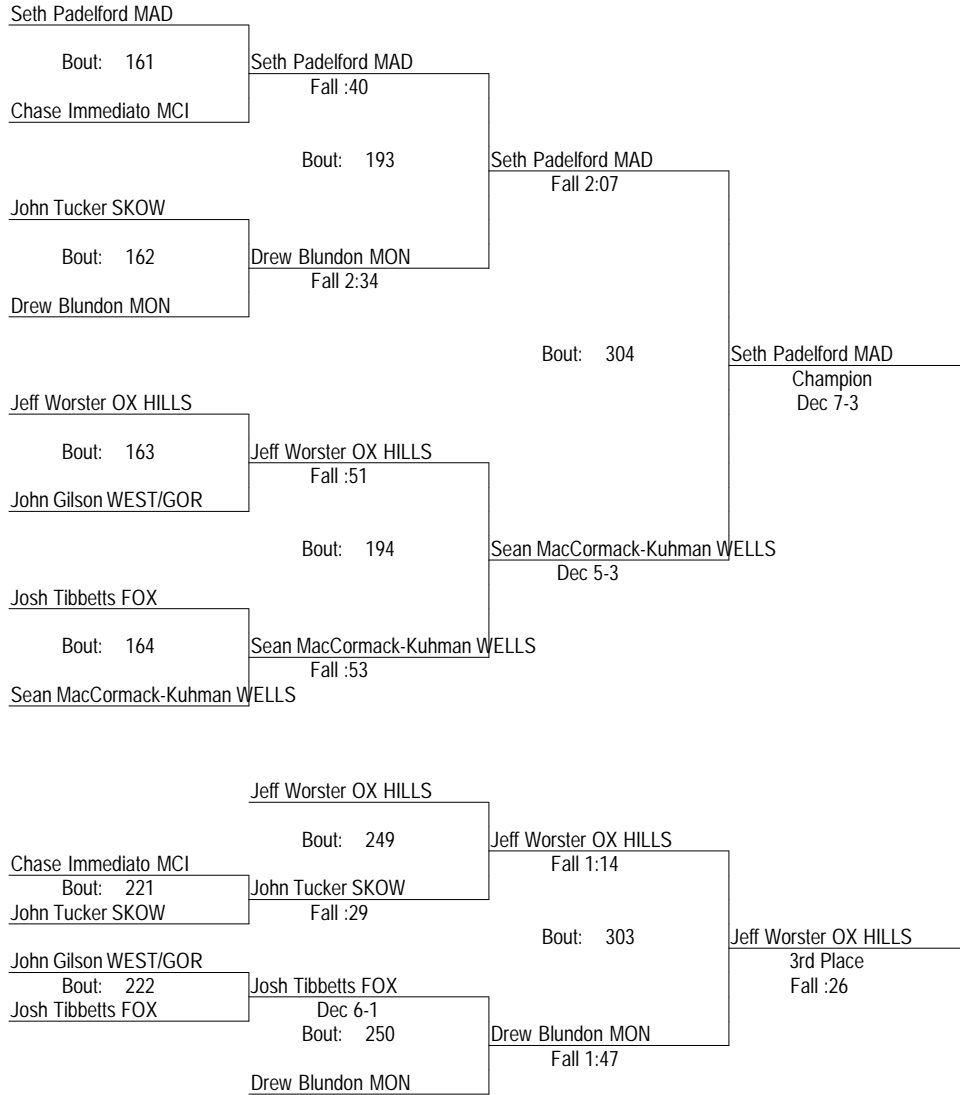 Seth Padelford MAD
Bout: 161
Seth Padelford MAD
Fall :40
Chase Immediato MCI
Bout: 193
Seth Padelford MAD
Fall 2:07
John Tucker SKOW
Bout: 162
Drew Blundon MON
Fall 2:34
Drew Blundon MON
Bout: 304
Seth Padelford MAD
Champion
Dec 7-3
Jeff Worster OX HILLS
Bout: 163
Jeff Worster OX HILLS
Fall :51
John Gilson WEST/GOR
Bout: 194
Sean MacCormack-Kuhman WELLS
Dec 5-3
Josh Tibbetts FOX
Bout: 164
Sean MacCormack-Kuhman WELLS
Fall :53
Sean MacCormack-Kuhman WELLS
Jeff Worster OX HILLS
Bout: 249
Jeff Worster OX HILLS
Fall 1:14
Chase Immediato MCI
Bout: 221
John Tucker SKOW
John Tucker SKOW
Fall :29
Bout: 303
Jeff Worster OX HILLS
3rd Place
Fall :26
John Gilson WEST/GOR
Bout: 222
Josh Tibbetts FOX
Josh Tibbetts FOX
Dec 6-1
Bout: 250
Drew Blundon MON
Fall 1:47
Drew Blundon MON